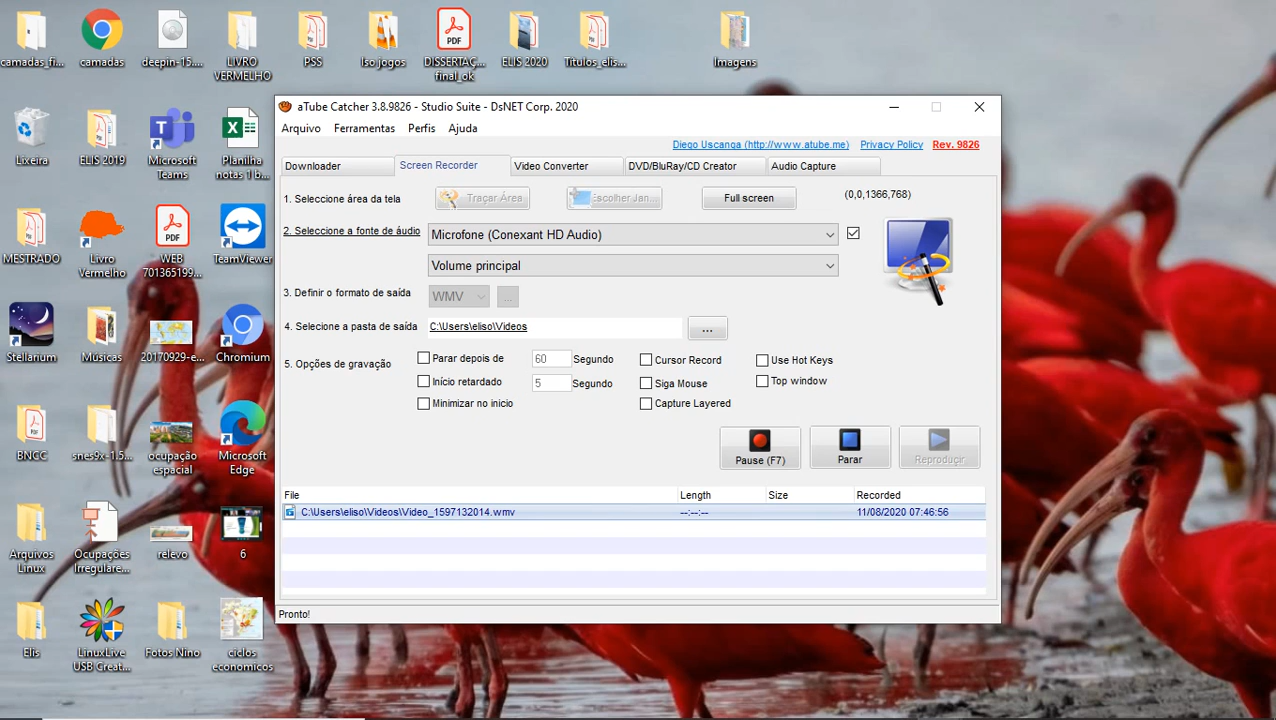 camadas_fi...
camadas
deepin-15....
LIVRO VERMELHO
PSS
Iso jogos
DISSERTAÇ... final_ok
ELIS 2020
Titulos_elis...
Imagens
Lixeira
ELIS 2019
Microsoft Teams
Planilha notas 1 b...
MESTRADO
Livro Vermelho
WEB 701365199...
TeamViewer
Stellarium
Músicas
20170929-e...
Chromium
BNCC
snes9x-1.5...
ocupação espacial
Microsoft Edge
Arquivos Linux
Ocupações Irregulare...
relevo
6
Elis
LinuxLive USB Creat...
Fotos Nino
ciclos economicos
aTube Catcher 3.8.9826 - Studio Suite - DsNET Corp. 2020
Arquivo Ferramentas Perfis Ajuda
Diego Uscanga (http://www.atube.me) Privacy Policy Rev. 9826
Downloader Screen Recorder Video Converter DVD/BluRay/CD Creator Audio Capture
1. Seleccione área da tela Traçar Área Escolher Jan... Full screen (0,0,1366,768)
2. Seleccione a fonte de áudio Microfone (Conexant HD Audio)
Volume principal
3. Definir o formato de saída WMV ...
4. Selecione a pasta de saída C:\Users\eliso\Videos ...
5. Opções de gravação
Parar depois de 60 Segundo Cursor Record Use Hot Keys
Início retardado 5 Segundo Siga Mouse Top window
Minimizar no inicio Capture Layered
Pause (F7) Parar Reproduçir
File Length Size Recorded
C:\Users\eliso\Videos\Video_1597132014.wmv --:--:-- 11/08/2020 07:46:56
Pronto!